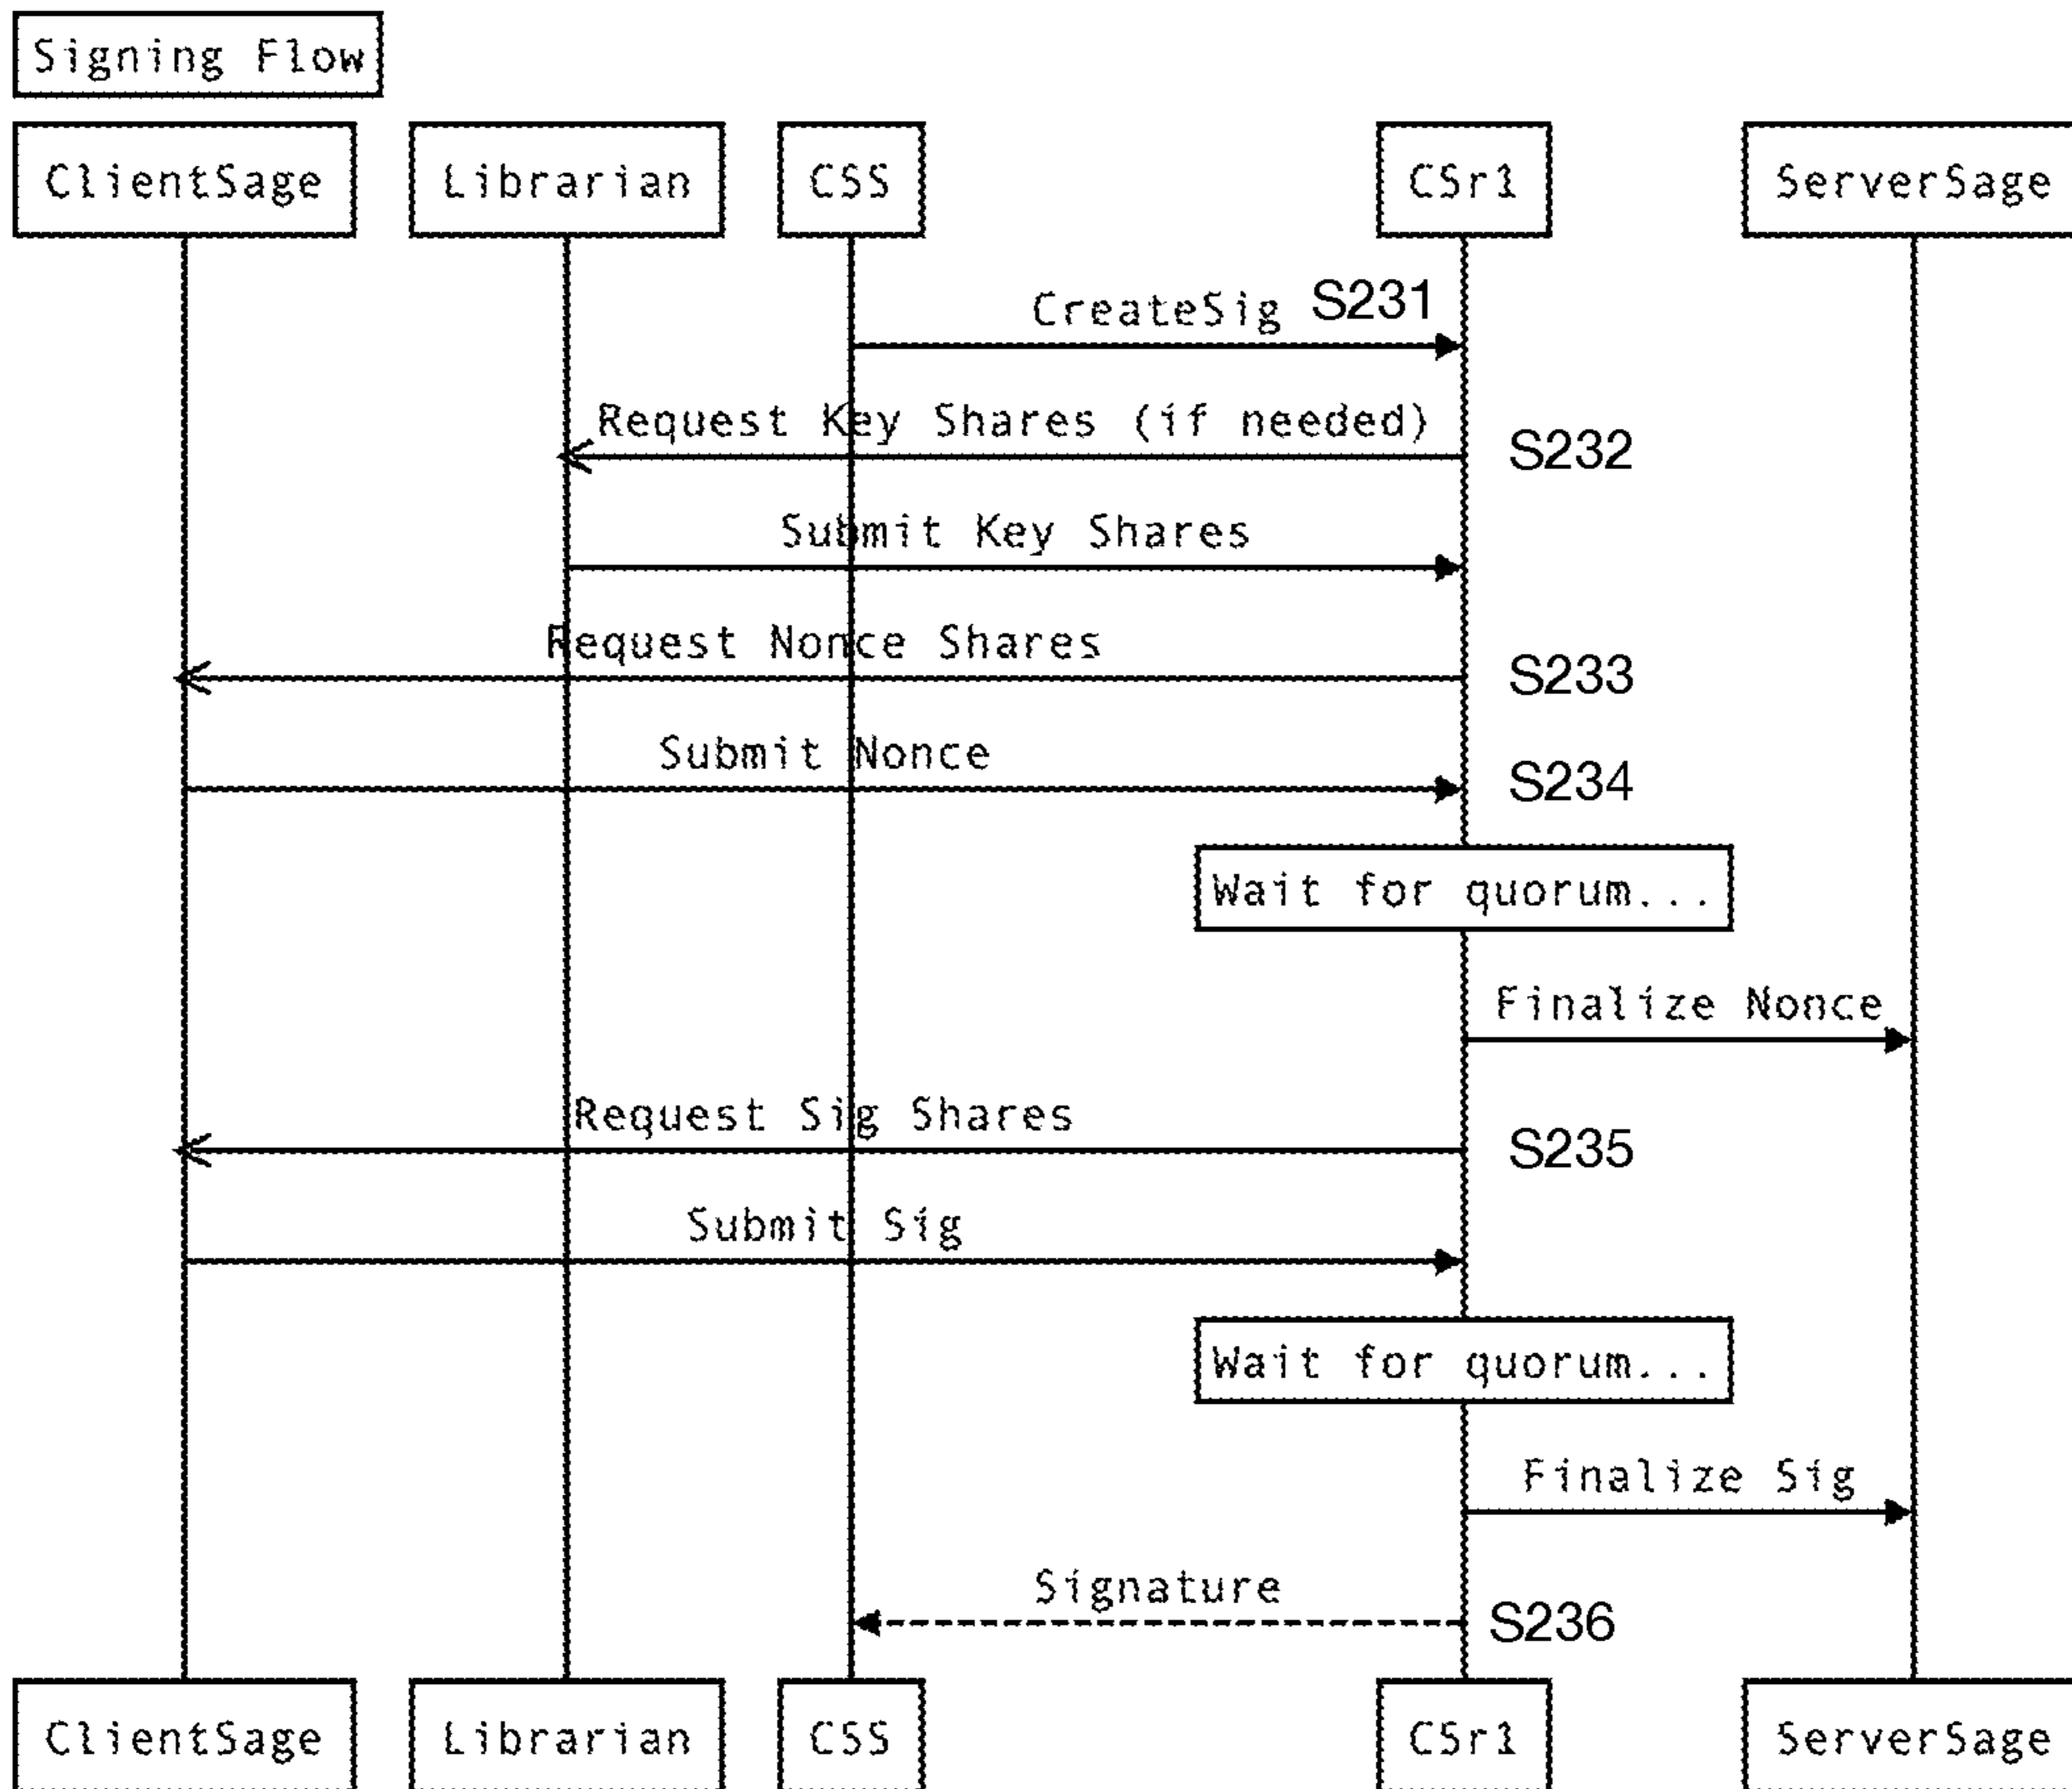 Signing Flow
ClientSage Librarian CSS CSr1 ServerSage
CreateSig S231
Request Key Shares (if needed) S232
Submit Key Shares
Request Nonce Shares S233
Submit Nonce S234
Wait for quorum...
Finalize Nonce
Request Sig Shares S235
Submit Sig
Wait for quorum...
Finalize Sig
Signature S236
ClientSage Librarian CSS CSr1 ServerSage